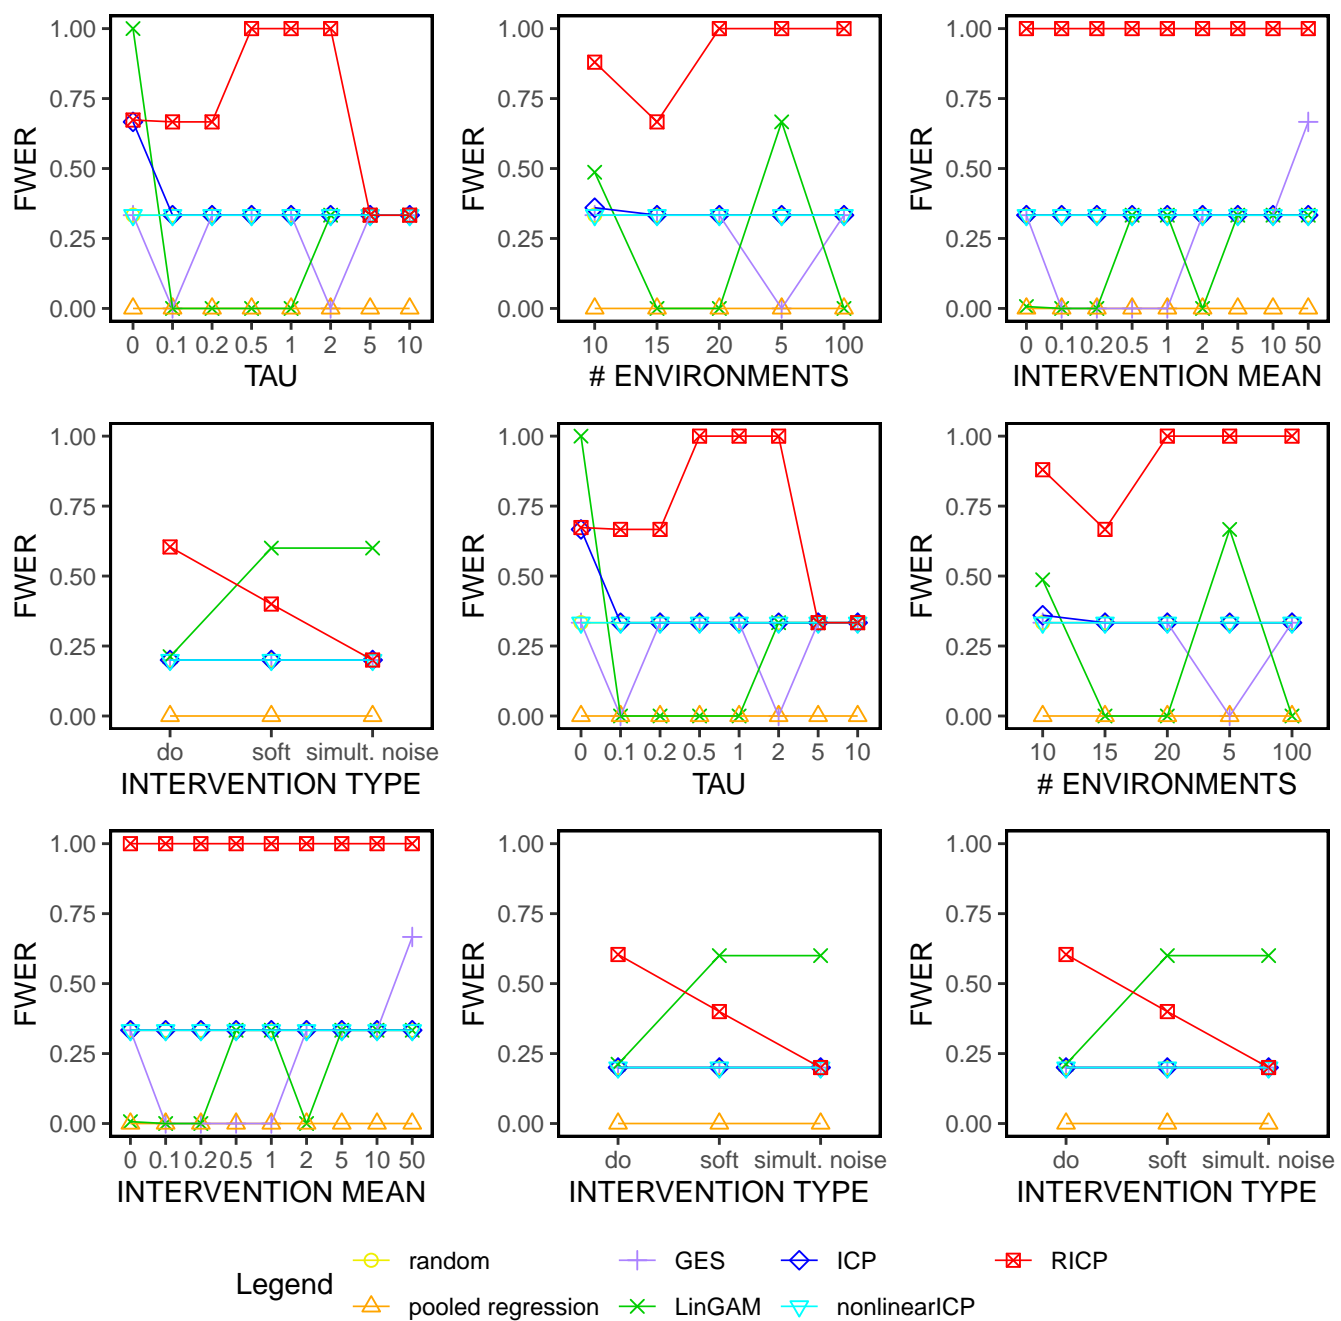 1.00
0.75
0.50
0.25
0.00
FWER
0 0.1 0.2 0.5 1 2 5 10
TAU
1.00
0.75
0.50
0.25
0.00
FWER
10 15 20 5 100
# ENVIRONMENTS
1.00
0.75
0.50
0.25
0.00
FWER
0 0.1 0.2 0.5 1 2 5 10 50
INTERVENTION MEAN
1.00
0.75
0.50
0.25
0.00
FWER
do soft simult. noise
INTERVENTION TYPE
1.00
0.75
0.50
0.25
0.00
FWER
0 0.1 0.2 0.5 1 2 5 10
TAU
1.00
0.75
0.50
0.25
0.00
FWER
10 15 20 5 100
# ENVIRONMENTS
1.00
0.75
0.50
0.25
0.00
FWER
0 0.1 0.2 0.5 1 2 5 10 50
INTERVENTION MEAN
1.00
0.75
0.50
0.25
0.00
FWER
do soft simult. noise
INTERVENTION TYPE
1.00
0.75
0.50
0.25
0.00
FWER
do soft simult. noise
INTERVENTION TYPE
Legend
random GES ICP RICP
pooled regression LinGAM nonlinearICP